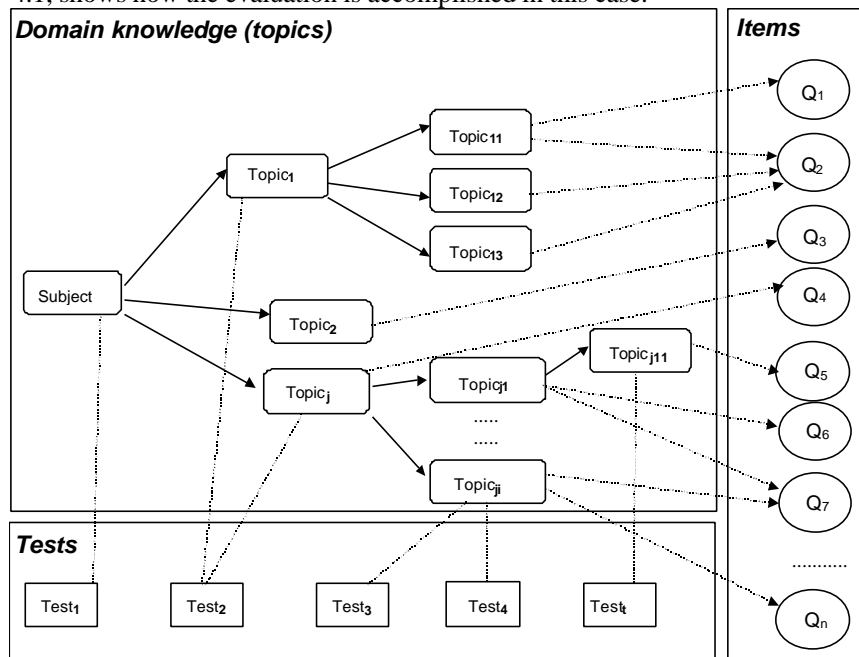 4.1, shows how the evaluation is accomplished in this case.
Domain knowledge (topics)
Items
Topic11
Q1
Topic1
Q2
Topic12
Topic13
Q3
Subject
Q4
Topic2
Topicj11
Topicj
Topicj1
Q5
.....
.....
Q6
Topicji
Q7
Tests
..........
Test1
Test2
Test3
Test4
Testt
Qn